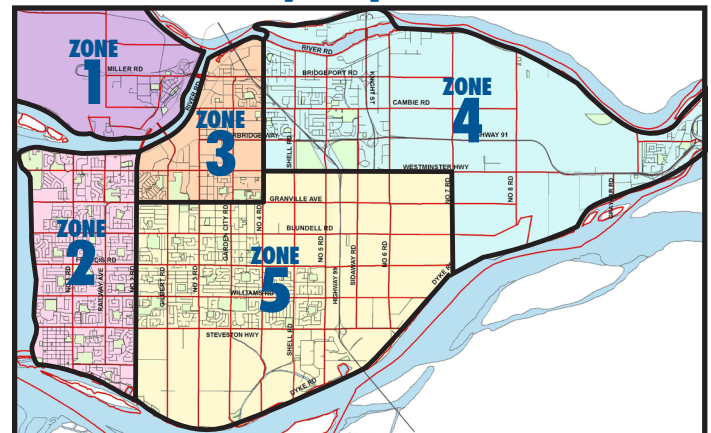 ZONE
1
MILLER RD
RIVER RD
RIVER RD
BRIDGEPORT RD
KNIGHT ST
ZONE
4
CAMBIE RD
ZONE
3
SHELL RD
WESTMINSTER HWY
NO 7 RD
NO 8 RD
GRANVILLE AVE
NO 4 RD
GARDEN CITY RD
BLUNDELL RD
ZONE
2
ZONE
5
NO 5 RD
SIDAWAY RD
NO 6 RD
HIGHWAY 99
RAILWAY AVE
GILBERT RD
NO 3 RD
WILLIAMS RD
STEVESTON HWY
SHELL RD
DYKE RD
DYKE RD